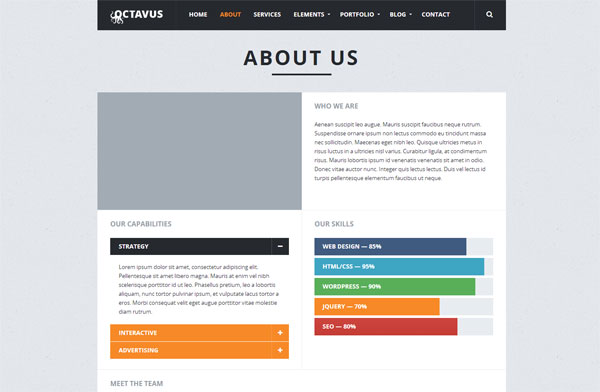 OCTAVUS
HOME ABOUT SERVICES ELEMENTS PORTFOLIO BLOG CONTACT
ABOUT US
WHO WE ARE
Aenean suscipit leo augue. Mauris suscipit faucibus neque rutrum.
Suspendisse ornare ipsum non lectus commodo eu tincidunt massa
nec sollicitudin. Maecenas eget nibh leo. Quisque ultricies metus in
risus luctus in a ultricies nisl varius. Curabitur ligula, at condimentum
risus. Mauris lobortis ipsum id venenatis venenatis sit amet in odio.
Donec vitae auctor nunc. Integer quis lectus lectus. Duis vel lectus id
turpis pellentesque elementum faucibus ut neque.
OUR CAPABILITIES
STRATEGY −
Lorem ipsum dolor sit amet, consectetur adipiscing elit.
Pellentesque sit amet libero magna. Mauris at enim vel nibh
scelerisque porttitor id ut leo. Phasellus pretium, leo a lobortis
aliquam, nunc tortor pulvinar ipsum, et vulputate lacus tortor a
eros. Morbi consequat velit eget augue porttitor vitae molestie
diam rutrum.
INTERACTIVE +
ADVERTISING +
OUR SKILLS
WEB DESIGN — 85%
HTML/CSS — 95%
WORDPRESS — 90%
JQUERY — 70%
SEO — 80%
MEET THE TEAM